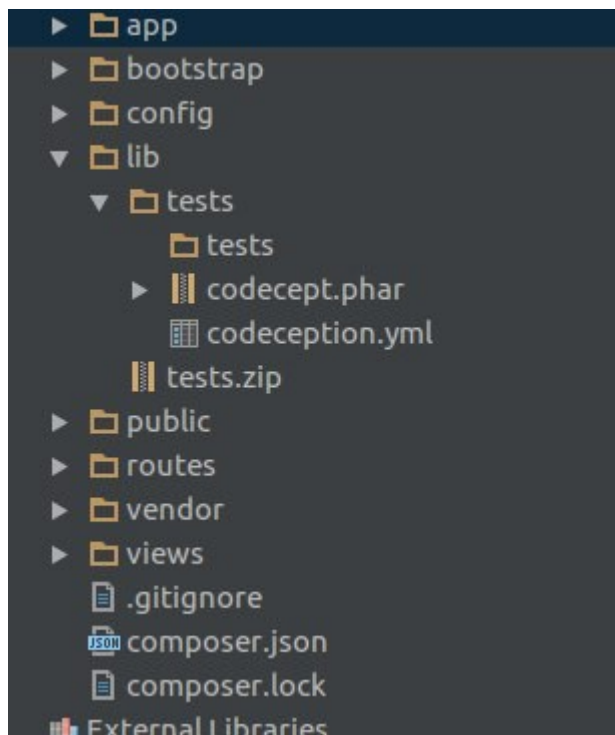 app
bootstrap
config
lib
tests
tests
codecept.phar
codeception.yml
tests.zip
public
routes
vendor
views
.gitignore
JSON composer.json
composer.lock
External Libraries